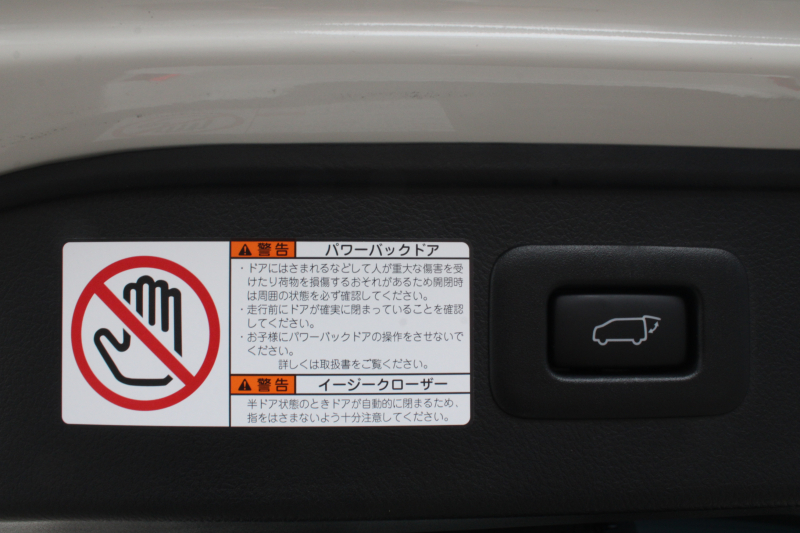 警告 パワーバックドア
・ドアにはさまれるなどして人が重大な傷害を受
けたり荷物を損傷するおそれがあるため開閉時
は周囲の状態を必ず確認してください。
・走行前にドアが確実に閉まっていることを確認
してください。
・お子様にパワーバックドアの操作をさせないで
ください。
詳しくは取扱書をご覧ください。
警告 イージークローザー
半ドア状態のときドアが自動的に閉まるため、
指をはさまないよう十分注意してください。